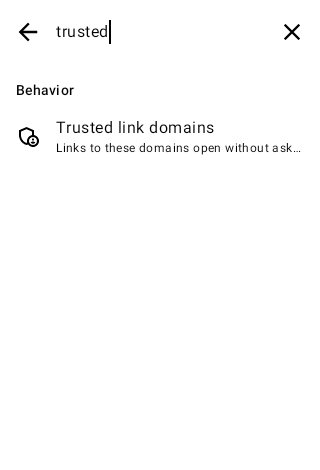 trusted
Behavior
Trusted link domains
Links to these domains open without ask…